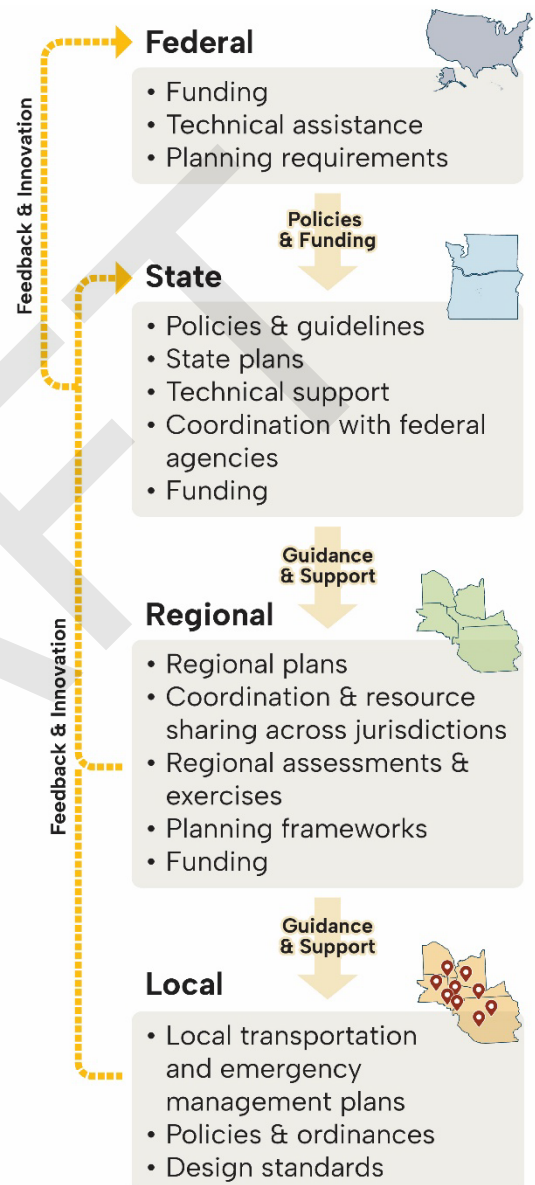 Federal
• Funding
• Technical assistance
• Planning requirements
Feedback & Innovation
Policies
& Funding
State
• Policies & guidelines
• State plans
• Technical support
• Coordination with federal
agencies
• Funding
Guidance
& Support
Regional
• Regional plans
• Coordination & resource
sharing across jurisdictions
• Regional assessments &
exercises
• Planning frameworks
• Funding
Feedback & Innovation
Guidance
& Support
Local
• Local transportation
and emergency
management plans
• Policies & ordinances
• Design standards